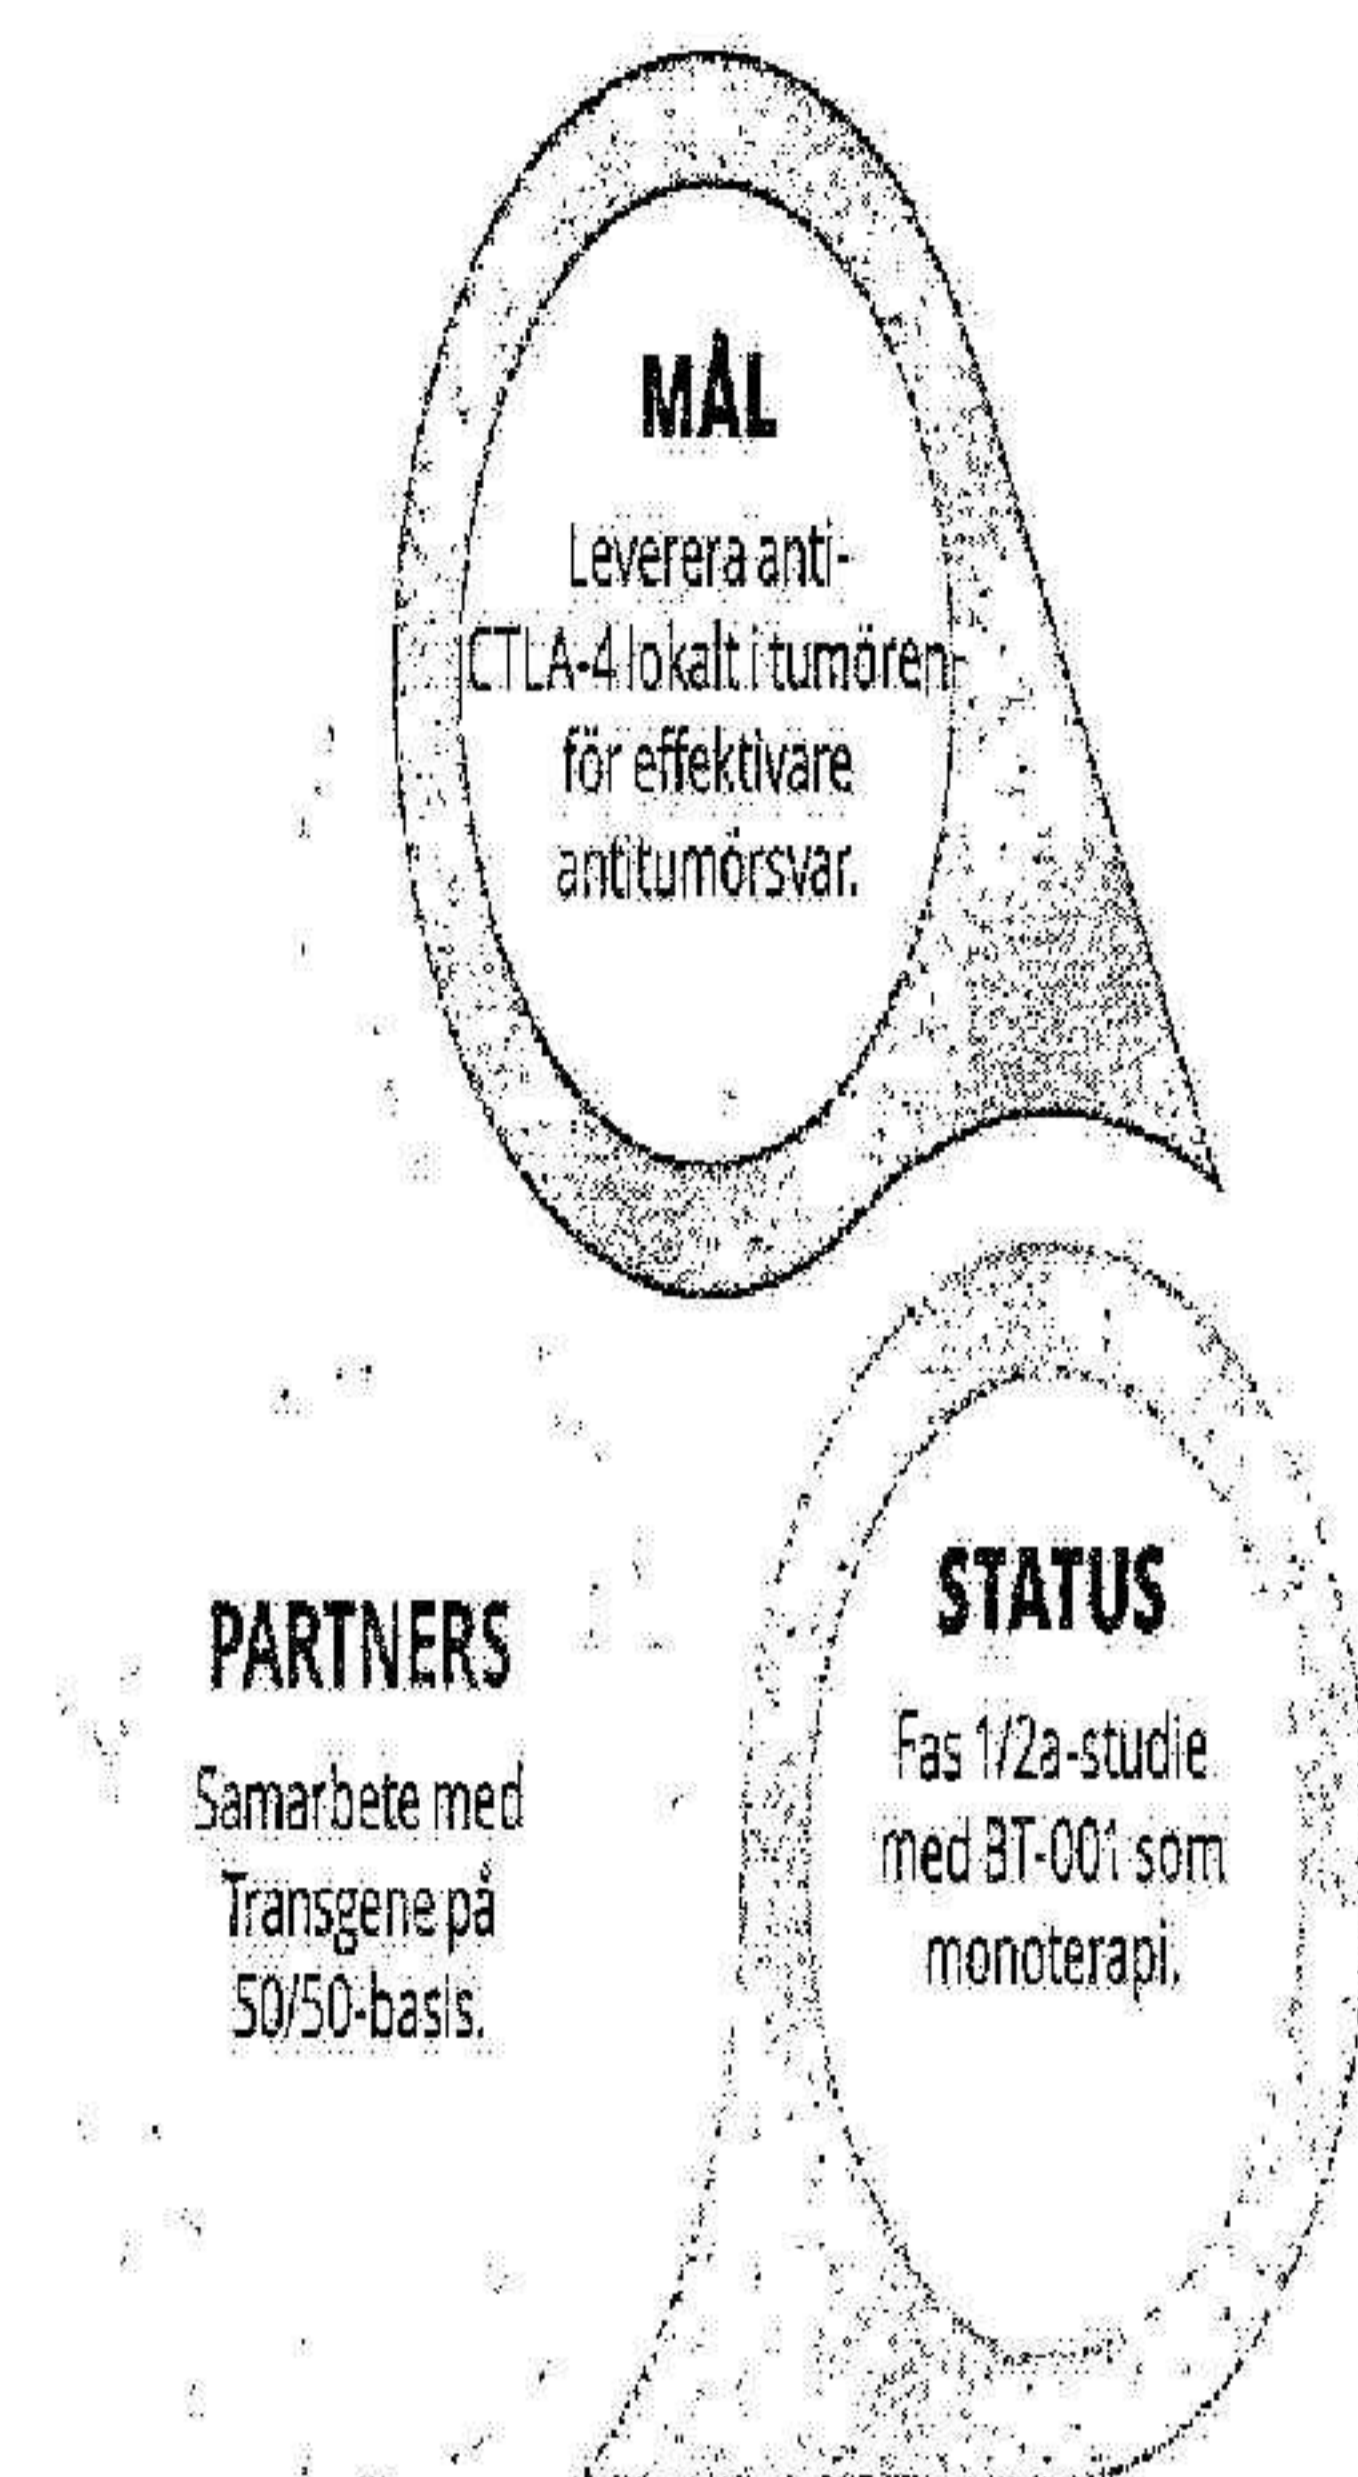 MÅL
Leverera anti-
CTLA-4 lokalt i tumören
för effektivare
antitumörsvar.
PARTNERS
Samarbete med
Transgene på
50/50-basis.
STATUS
Fas 1/2a-studie
med BT-001 som
monoterapi.